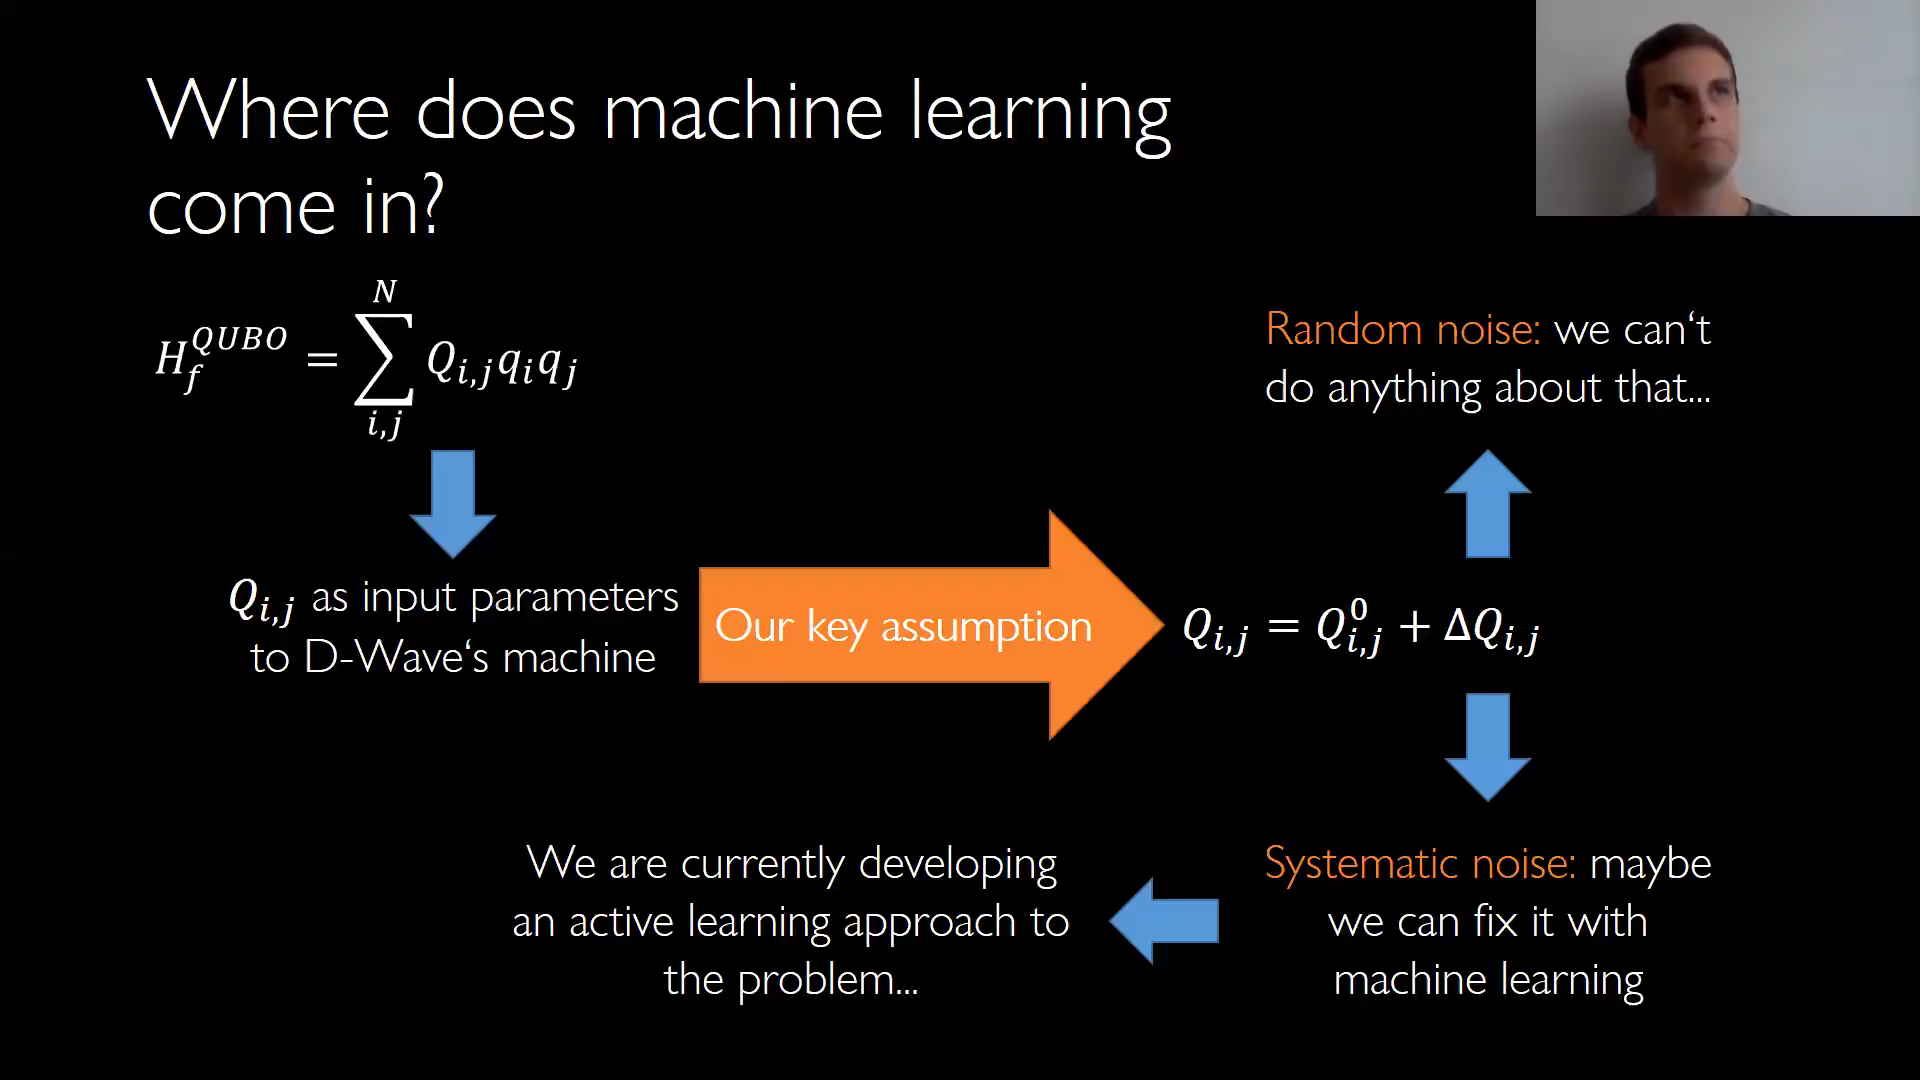 Where does machine learning
come in?
H_f^{QUBO} = \sum_{i,j}^{N} Q_{i,j} q_i q_j
Q_{i,j} as input parameters
to D-Wave‘s machine
Our key assumption
Q_{i,j} = Q_{i,j}^0 + ΔQ_{i,j}
Random noise: we can‘t
do anything about that...
Systematic noise: maybe
we can fix it with
machine learning
We are currently developing
an active learning approach to
the problem...